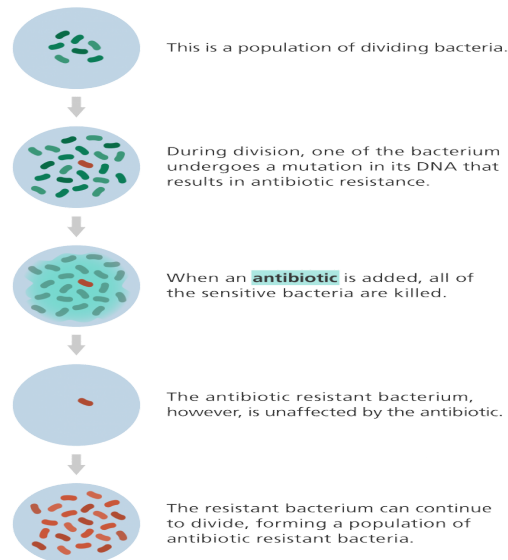 This is a population of dividing bacteria.
During division, one of the bacterium
undergoes a mutation in its DNA that
results in antibiotic resistance.
When an antibiotic is added, all of
the sensitive bacteria are killed.
The antibiotic resistant bacterium,
however, is unaffected by the antibiotic.
The resistant bacterium can continue
to divide, forming a population of
antibiotic resistant bacteria.